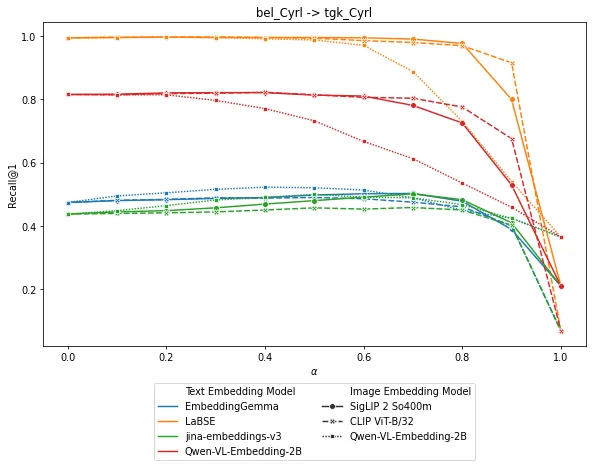 bel_Cyrl -> tgk_Cyrl
1.0
0.8
0.6
0.4
0.2
Recall@1
0.0
0.2
0.4
0.6
0.8
1.0
α
Text Embedding Model
EmbeddingGemma
LaBSE
jina-embeddings-v3
Qwen-VL-Embedding-2B
Image Embedding Model
SigLIP 2 So400m
CLIP ViT-B/32
Qwen-VL-Embedding-2B